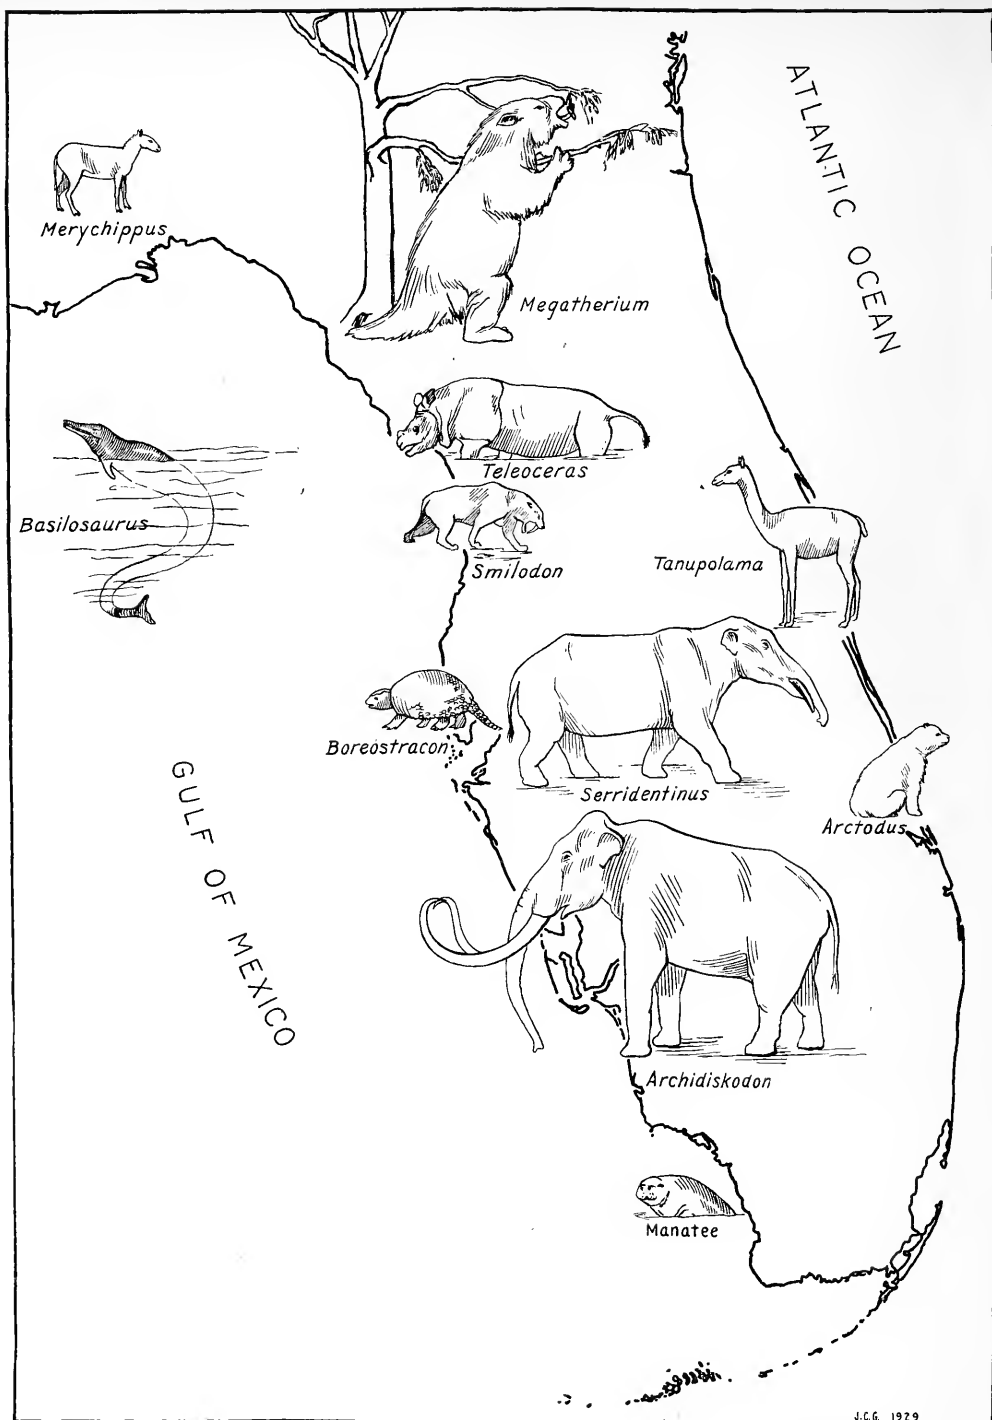 ATLANTIC OCEAN
Merychippus
Megatherium
Teleoceras
Basilosaurus
Smilodon
Tanupolama
Boreostracon
Serridentinus
GULF OF MEXICO
Arctodus
Archidiskodon
Manatee
J.C.G. 1929